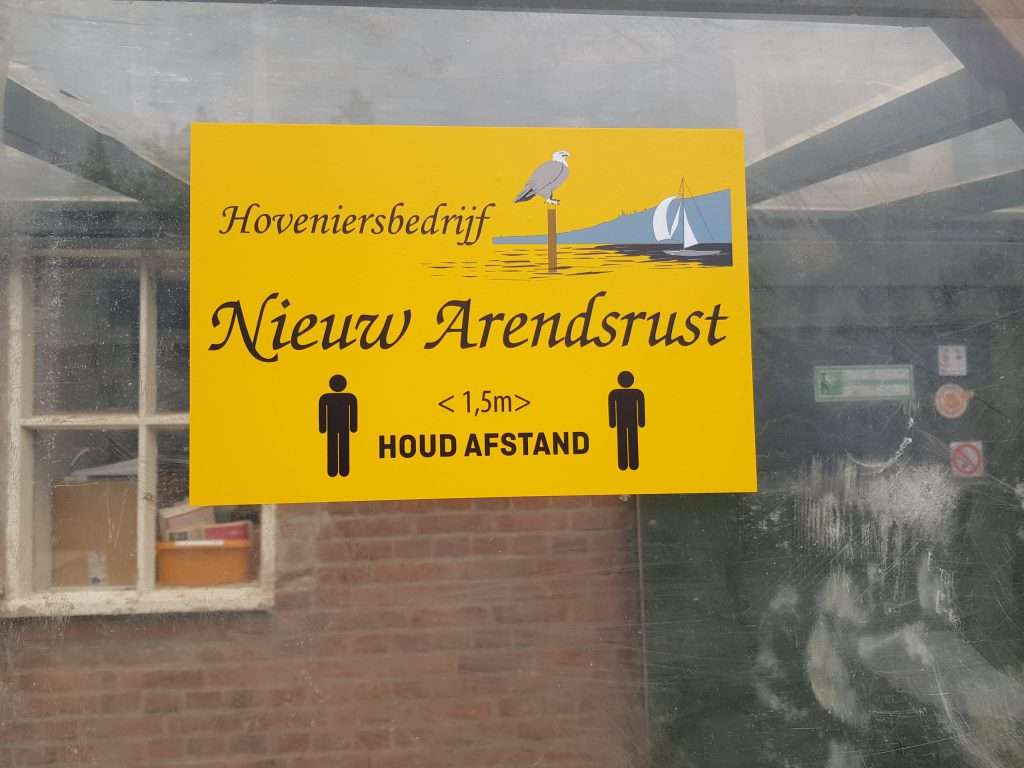 Hoveniersbedrijf
Nieuw Arendsrust
< 1,5m>
HOUD AFSTAND